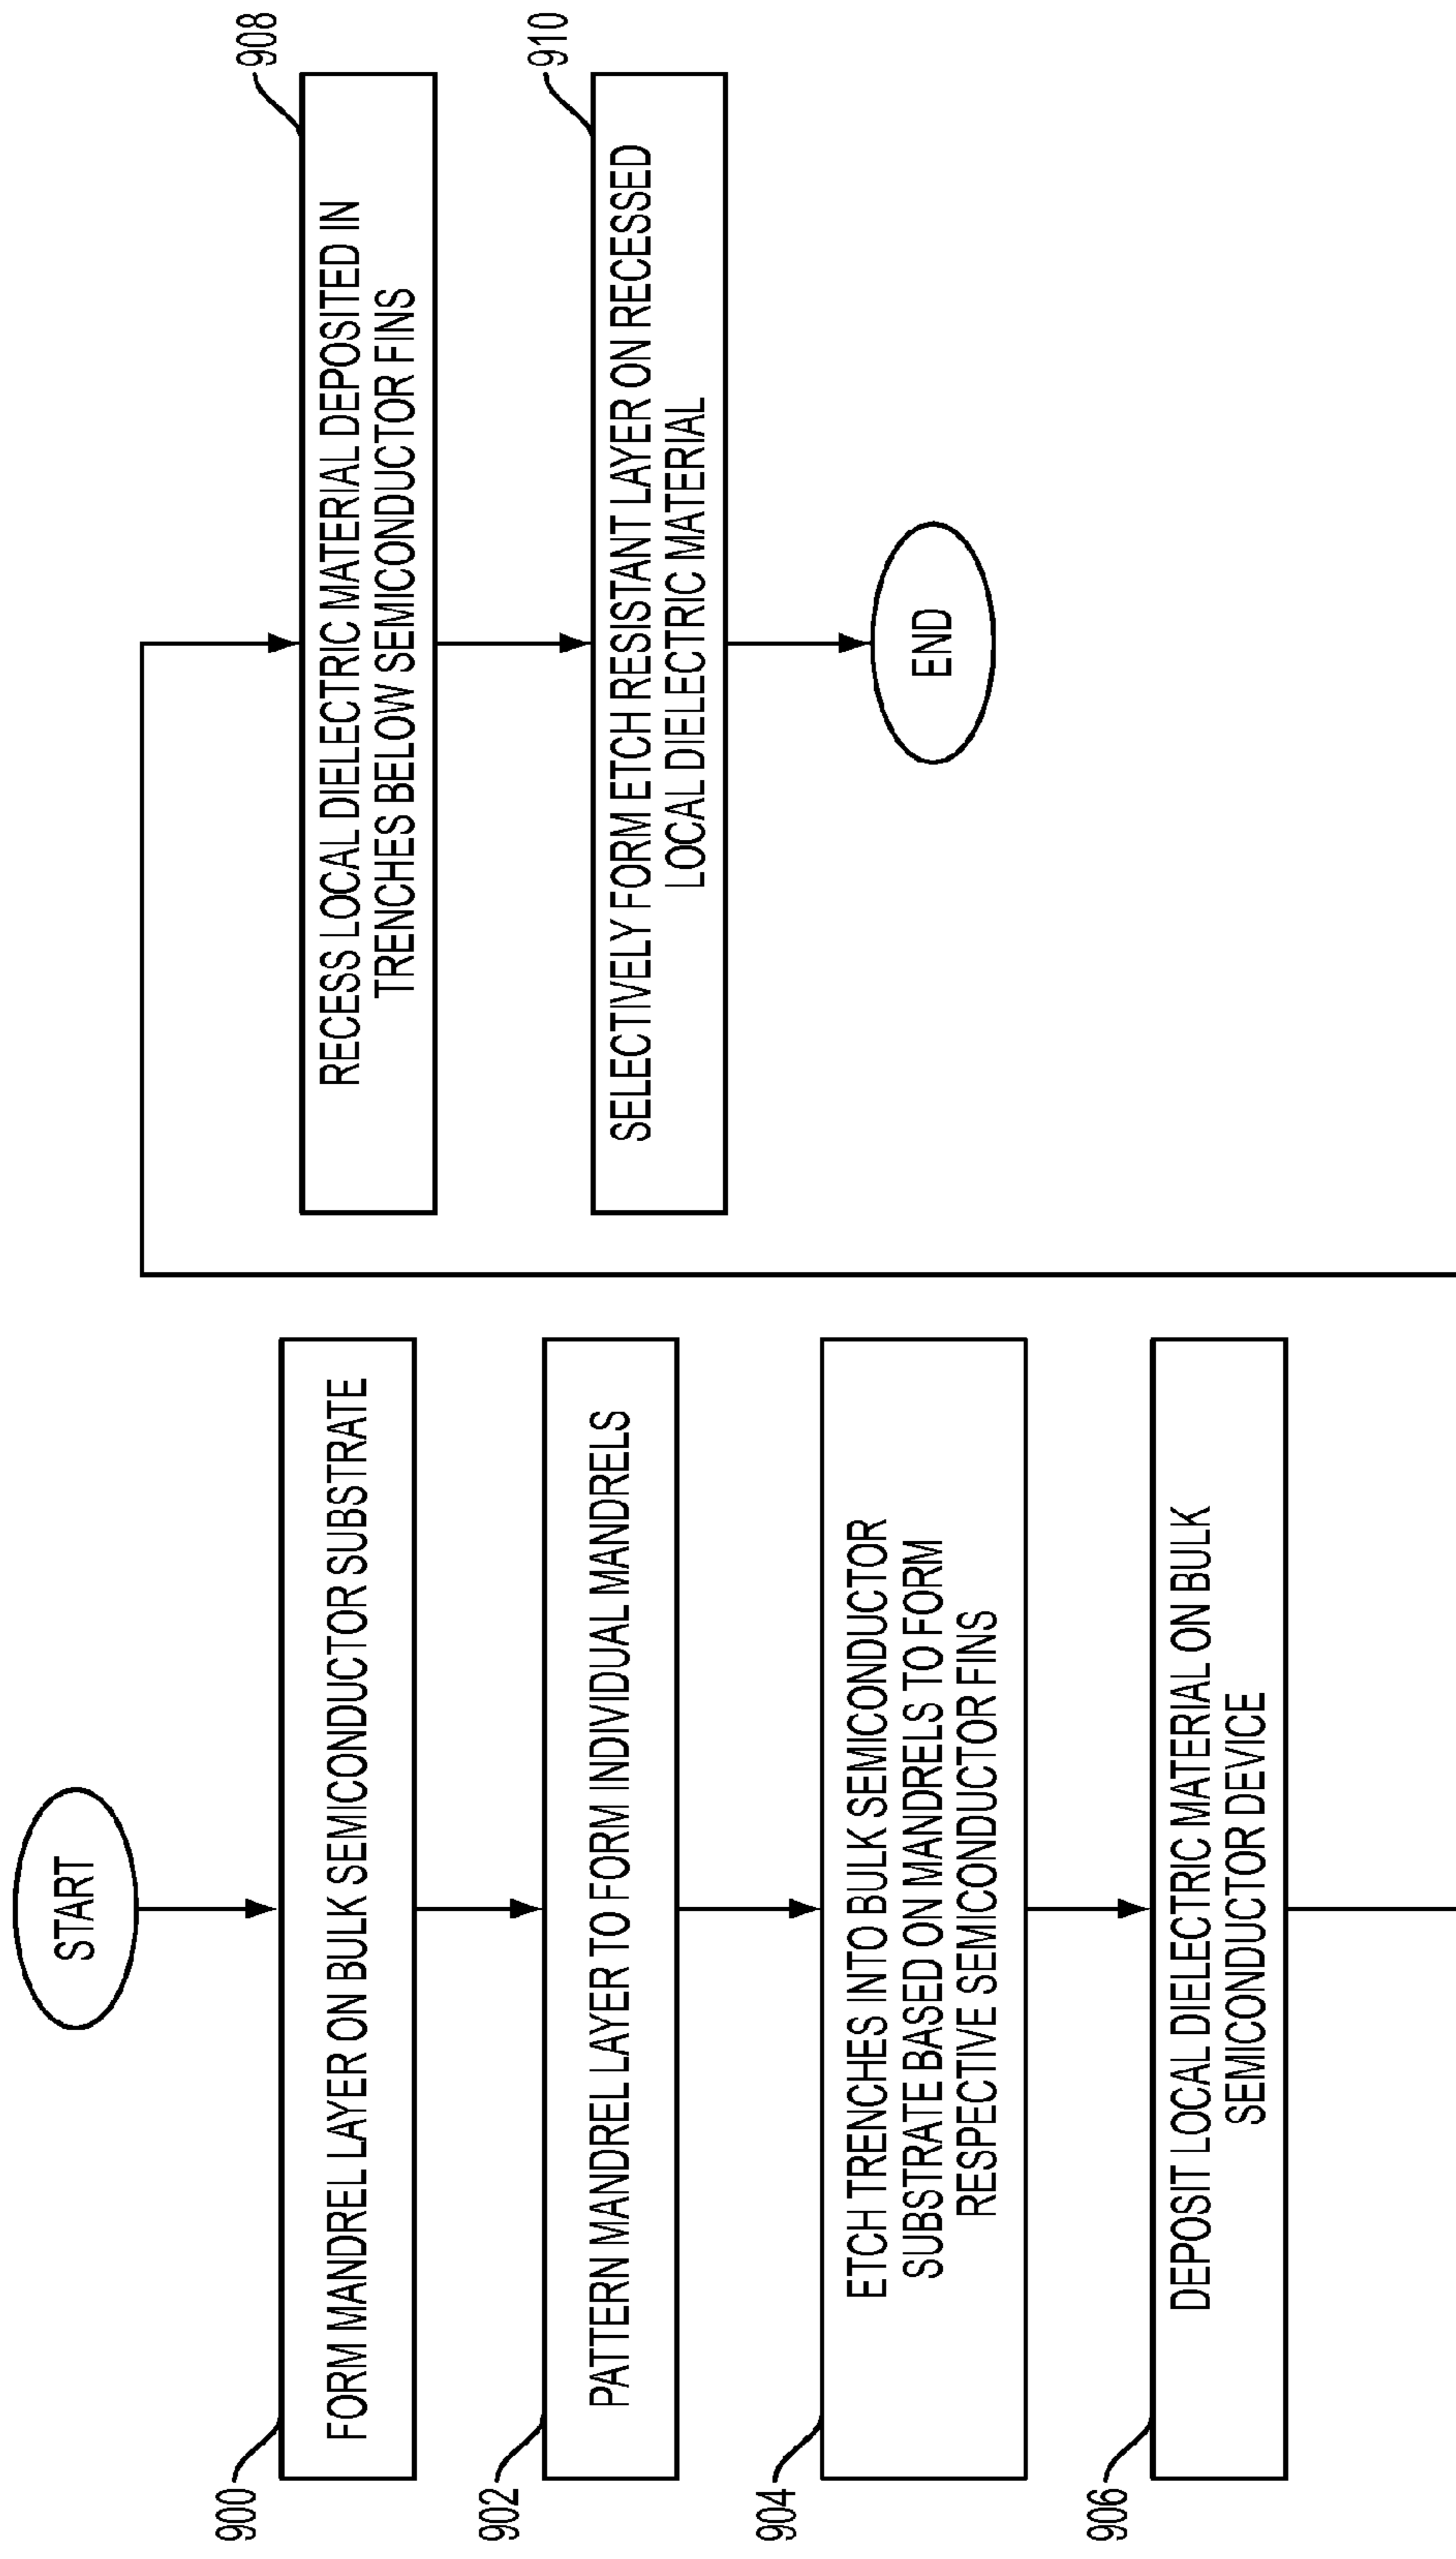 START
900
FORM MANDREL LAYER ON BULK SEMICONDUCTOR SUBSTRATE
902
PATTERN MANDREL LAYER TO FORM INDIVIDUAL MANDRELS
904
ETCH TRENCHES INTO BULK SEMICONDUCTOR
SUBSTRATE BASED ON MANDRELS TO FORM
RESPECTIVE SEMICONDUCTOR FINS
906
DEPOSIT LOCAL DIELECTRIC MATERIAL ON BULK
SEMICONDUCTOR DEVICE
908
RECESS LOCAL DIELECTRIC MATERIAL DEPOSITED IN
TRENCHES BELOW SEMICONDUCTOR FINS
910
SELECTIVELY FORM ETCH RESISTANT LAYER ON RECESSED
LOCAL DIELECTRIC MATERIAL
END